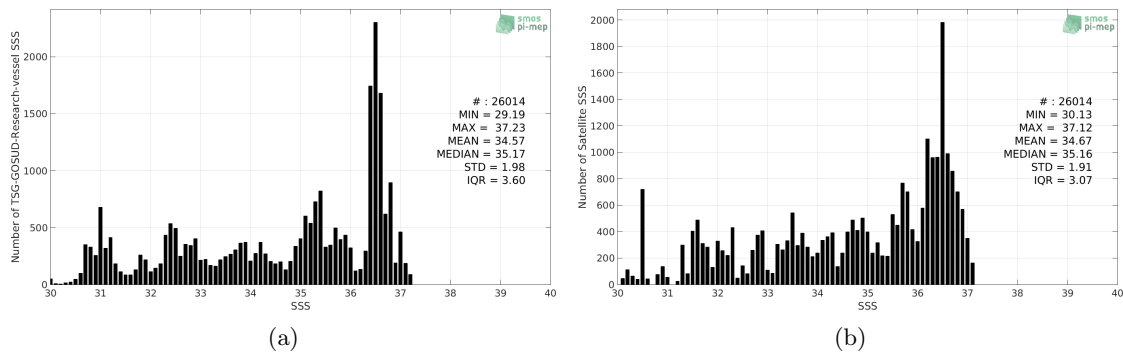 smos
pi-mep
Number of TSG-GOSUD-Research-vessel SSS
2000
1500
1000
500
0
# : 26014
MIN = 29.19
MAX = 37.23
MEAN = 34.57
MEDIAN = 35.17
STD = 1.98
IQR = 3.60
30 31 32 33 34 35 36 37 38 39 40
SSS
(a)
smos
pi-mep
Number of Satellite SSS
2000
1800
1600
1400
1200
1000
800
600
400
200
0
# : 26014
MIN = 30.13
MAX = 37.12
MEAN = 34.67
MEDIAN = 35.16
STD = 1.91
IQR = 3.07
30 31 32 33 34 35 36 37 38 39 40
SSS
(b)